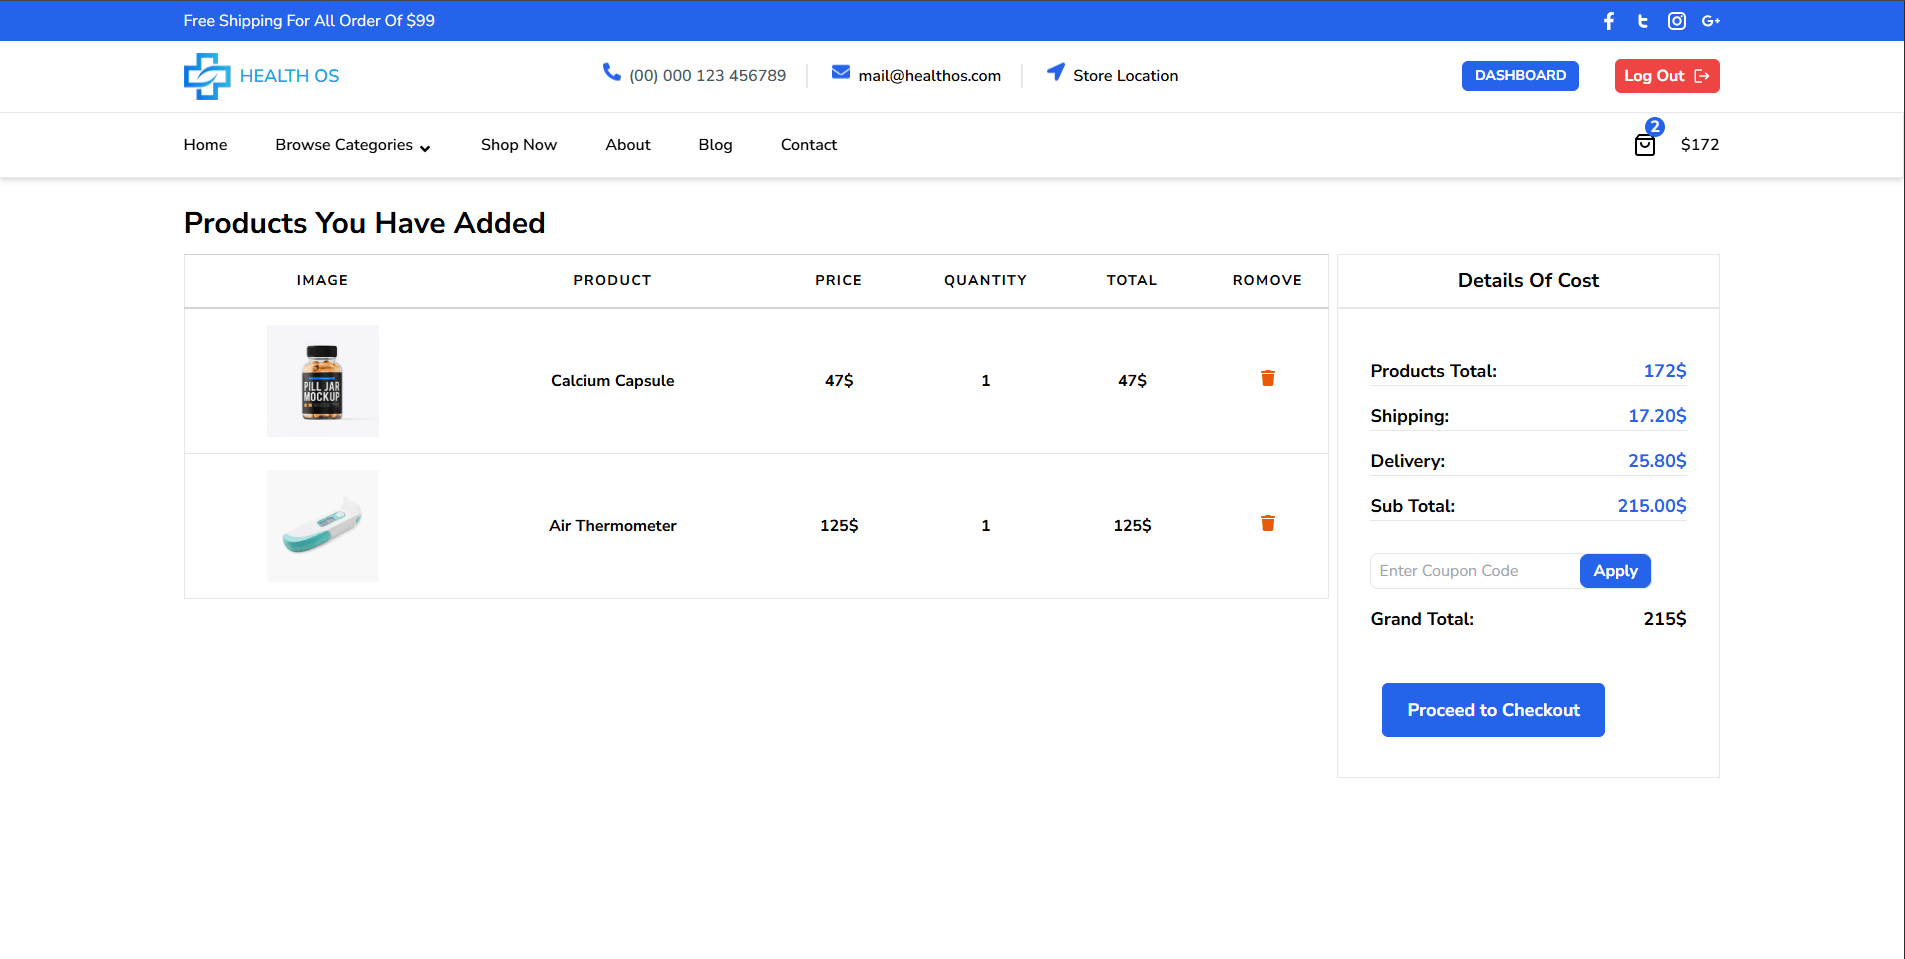 Free Shipping For All Order Of $99
HEALTH OS
(00) 000 123 456789
mail@healthos.com
Store Location
DASHBOARD
Log Out
Home
Browse Categories
Shop Now
About
Blog
Contact
2
$172
Products You Have Added
IMAGE PRODUCT PRICE QUANTITY TOTAL ROMOVE
PILL JAR
MOCKUP
Calcium Capsule 47$ 1 47$
Air Thermometer 125$ 1 125$
Details Of Cost
Products Total: 172$
Shipping: 17.20$
Delivery: 25.80$
Sub Total: 215.00$
Enter Coupon Code Apply
Grand Total: 215$
Proceed to Checkout